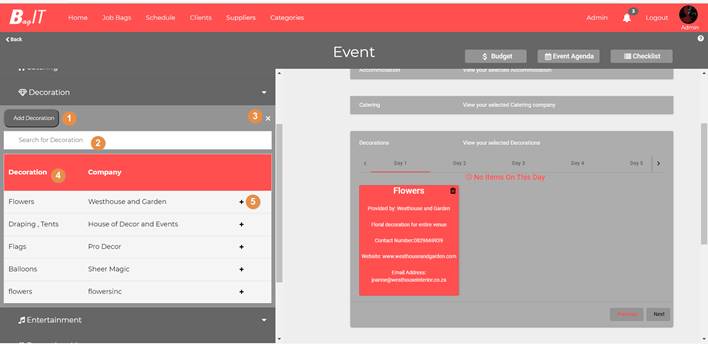 BagIT
Home Job Bags Schedule Clients Suppliers Categories Admin 3 Logout
Admin
Back ?
Event
$ Budget Event Agenda Checklist
Catering
Accommodation View your selected Accommodation
Decoration
Catering View your selected Catering company
Add Decoration 1 3 ×
Search for Decoration 2
Decoration 4 Company
Flowers Westhouse and Garden + 5
Draping , Tents House of Decor and Events +
Flags Pro Decor +
Balloons Sheer Magic +
flowers flowersinc +
Entertainment
Decorations View your selected Decorations
Day 1 Day 2 Day 3 Day 4 Day 5
No Items On This Day
Flowers
Provided by: Westhouse and Garden
Floral decoration for entire venue
Contact Number:0829444939
Website: www.westhouseandgarden.com
Email Address:
jeanne@westhouseinterior.co.za
Previous Next